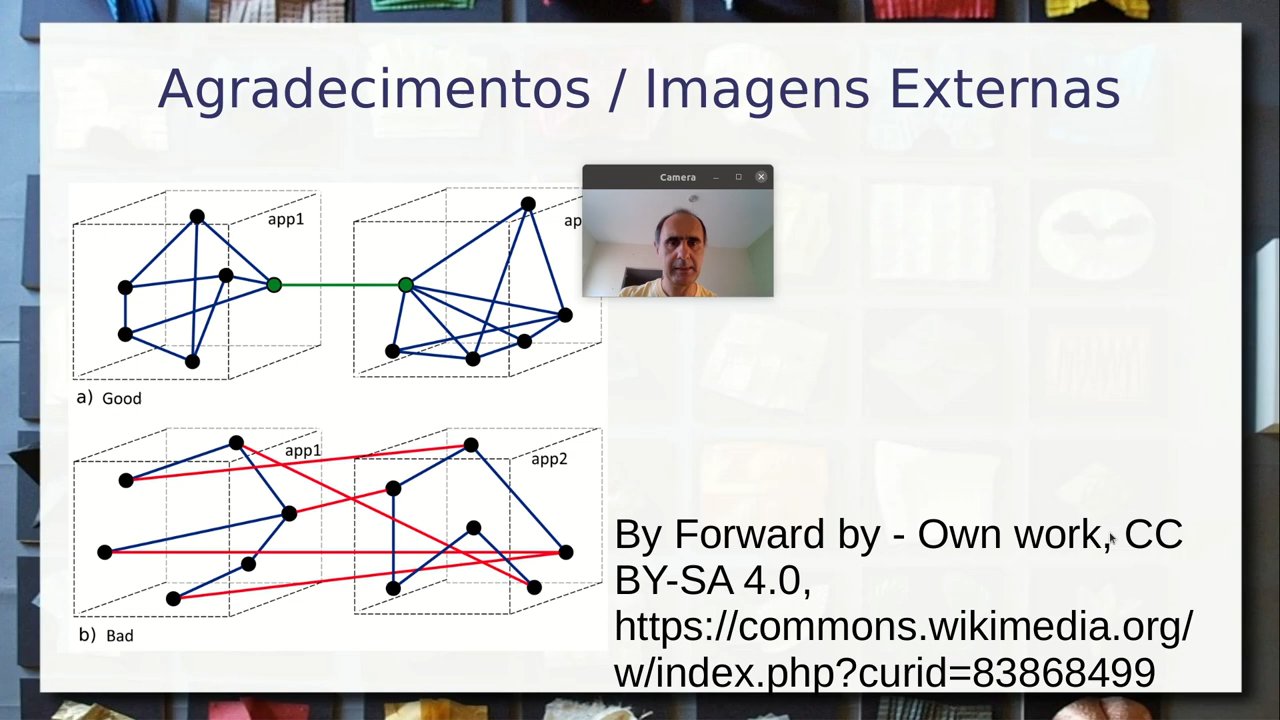 Agradecimentos / Imagens Externas
Camera
app1
ap
a) Good
app1
app2
b) Bad
By Forward by - Own work, CC
BY-SA 4.0,
https://commons.wikimedia.org/
w/index.php?curid=83868499